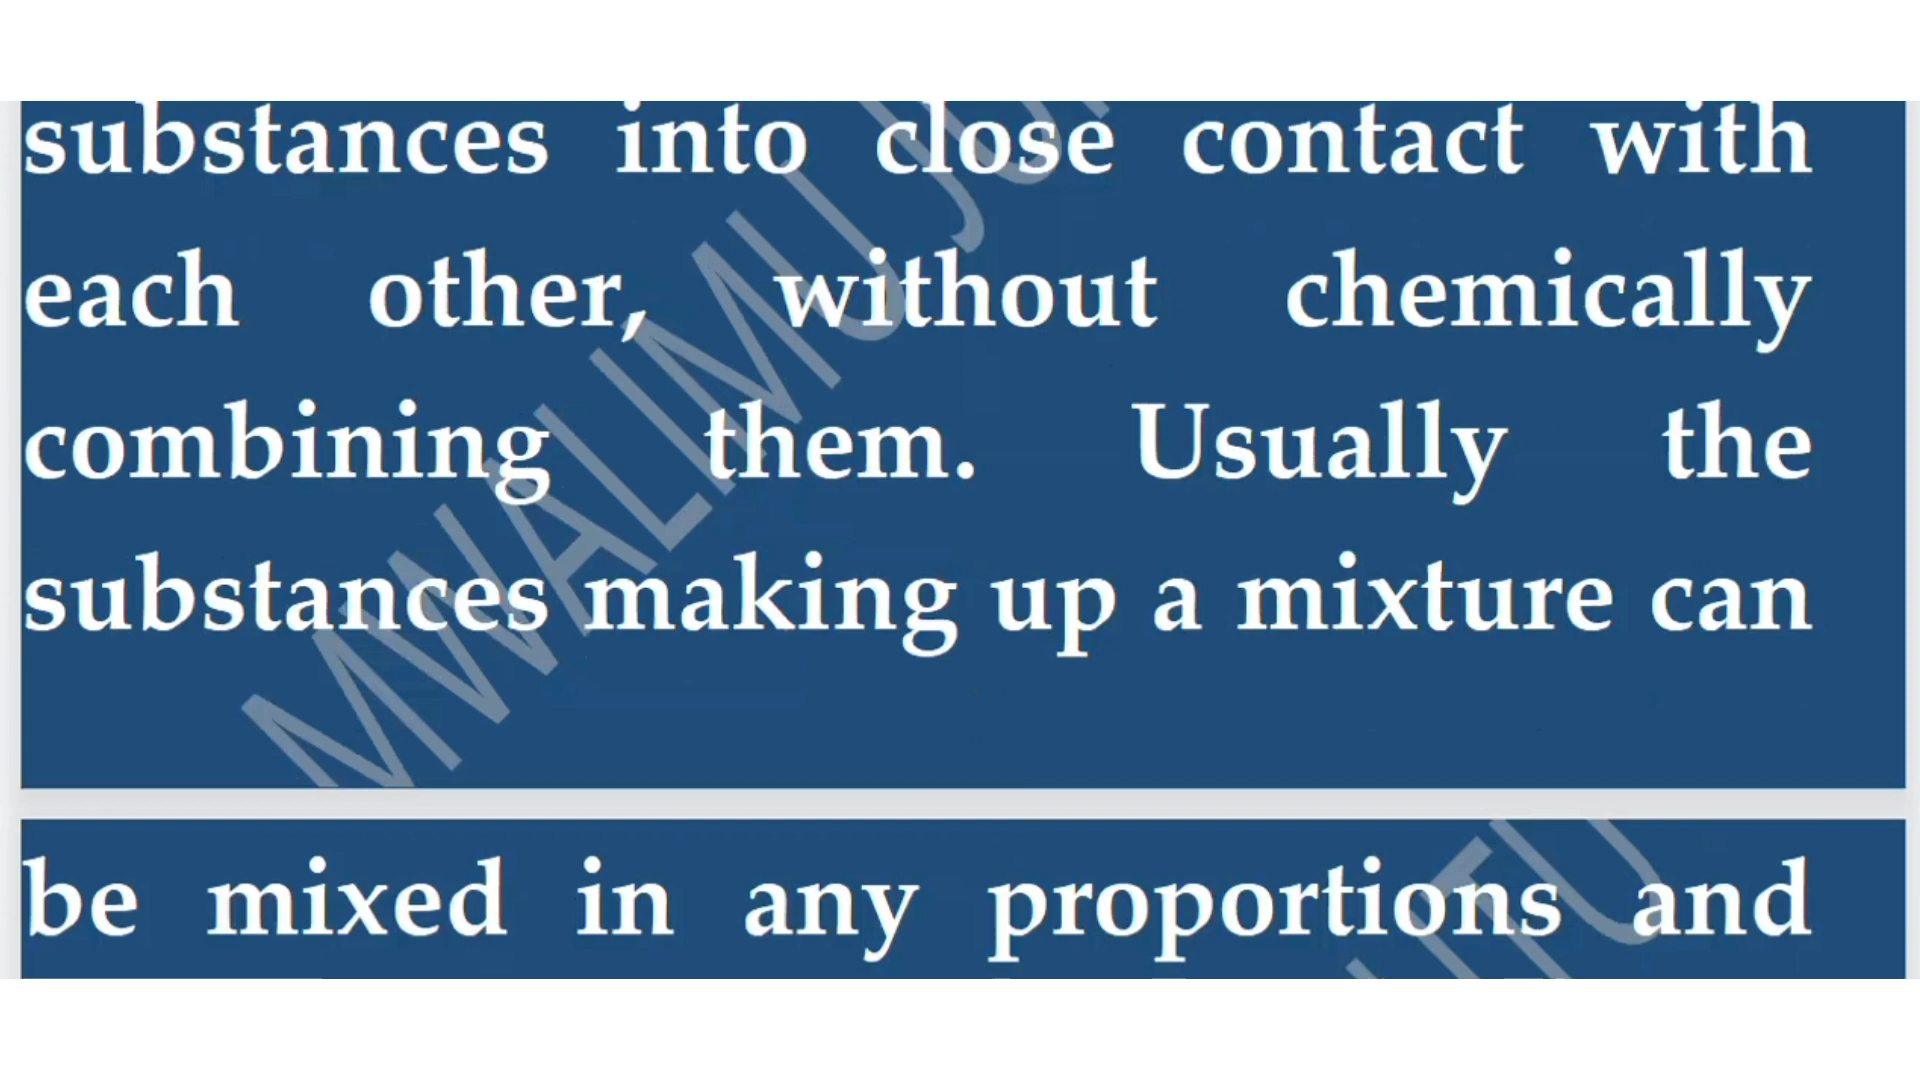 substances into close contact with
each other, without chemically
combining them. Usually the
substances making up a mixture can
be mixed in any proportions and
MWALIMU